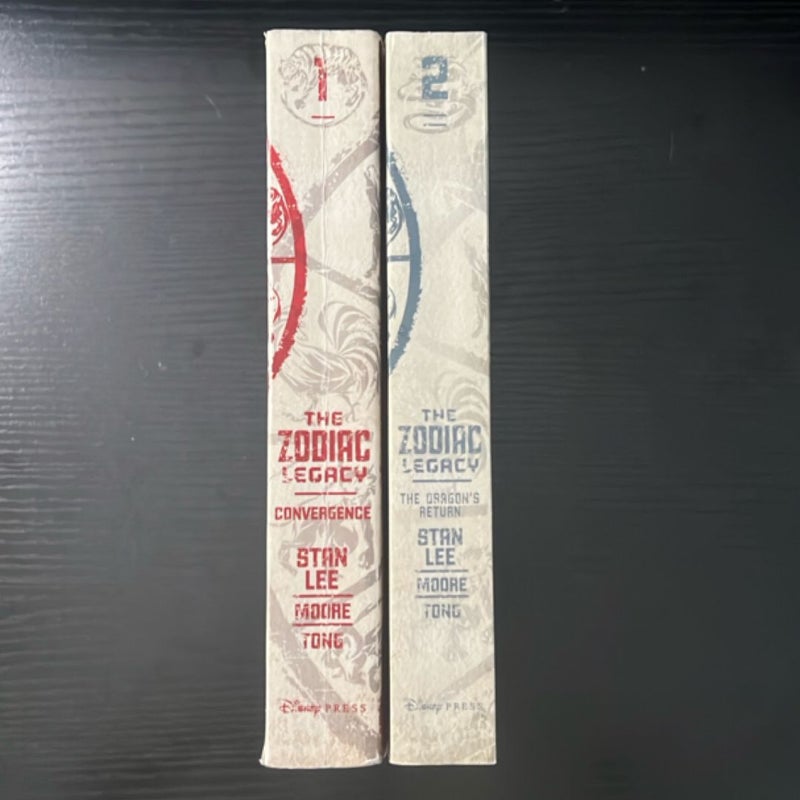 1
THE
ZODIAC
LEGACY
CONVERGENCE
STAN
LEE
MOORE
TONG
Disney PRESS
2
THE
ZODIAC
LEGACY
THE DRAGON'S
RETURN
STAN
LEE
MOORE
TONG
Disney PRESS